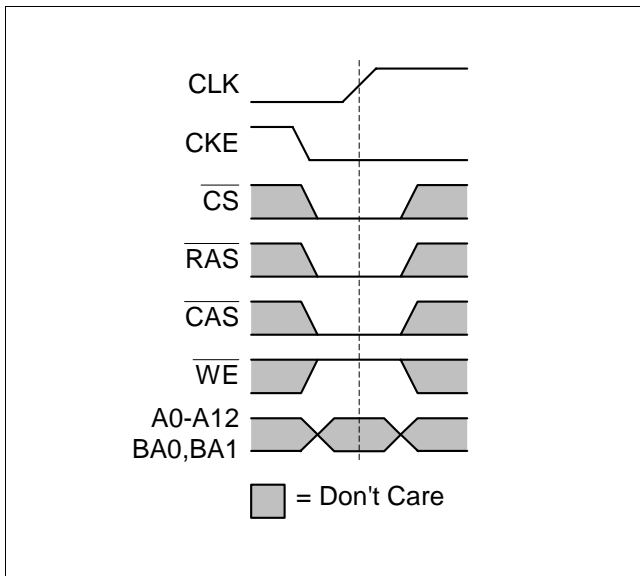 CLK
CKE
CS
RAS
CAS
WE
A0-A12
BA0,BA1
= Don't Care